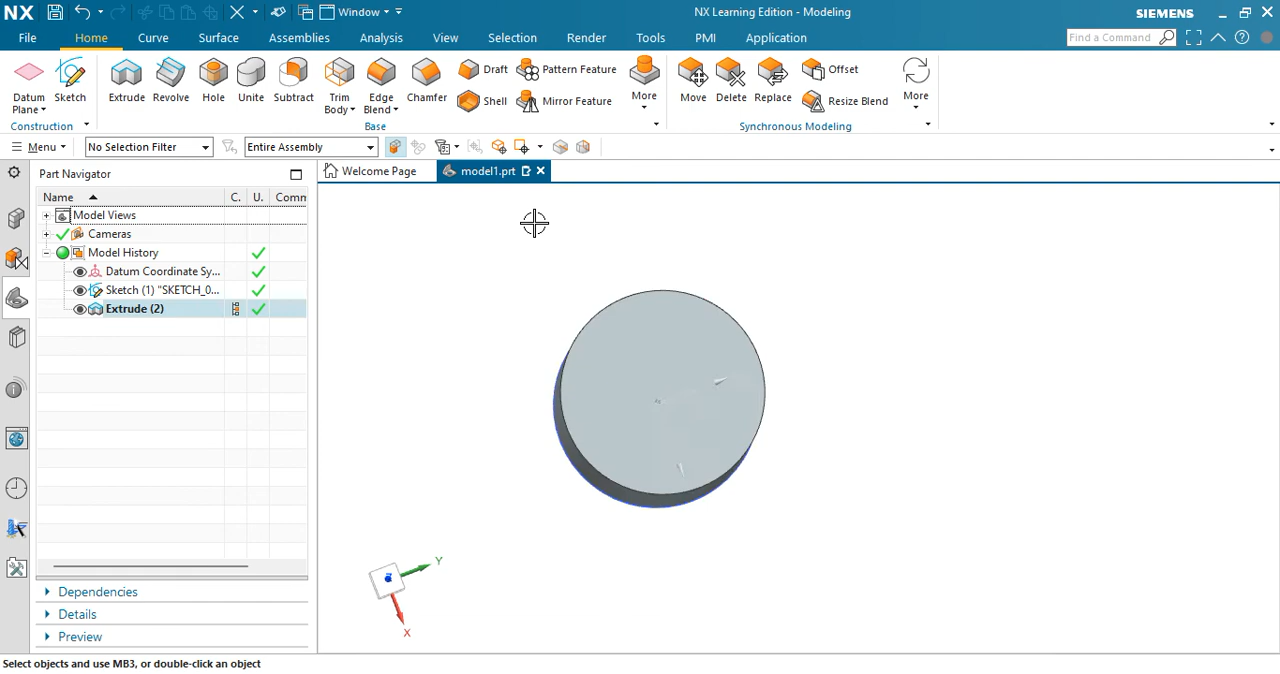 NX Window NX Learning Edition - Modeling SIEMENS
File Home Curve Surface Assemblies Analysis View Selection Render Tools PMI Application Find a Command
Datum Plane Sketch Extrude Revolve Hole Unite Subtract Trim Body Edge Blend Chamfer Draft Shell Pattern Feature Mirror Feature More Move Delete Replace Offset Resize Blend More
Construction Base Synchronous Modeling
Menu No Selection Filter Entire Assembly
Part Navigator Welcome Page model1.prt
Name C. U. Comm
Model Views
Cameras
Model History
Datum Coordinate Sy...
Sketch (1) "SKETCH_0...
Extrude (2)
Y
X
Dependencies
Details
Preview
Select objects and use MB3, or double-click an object